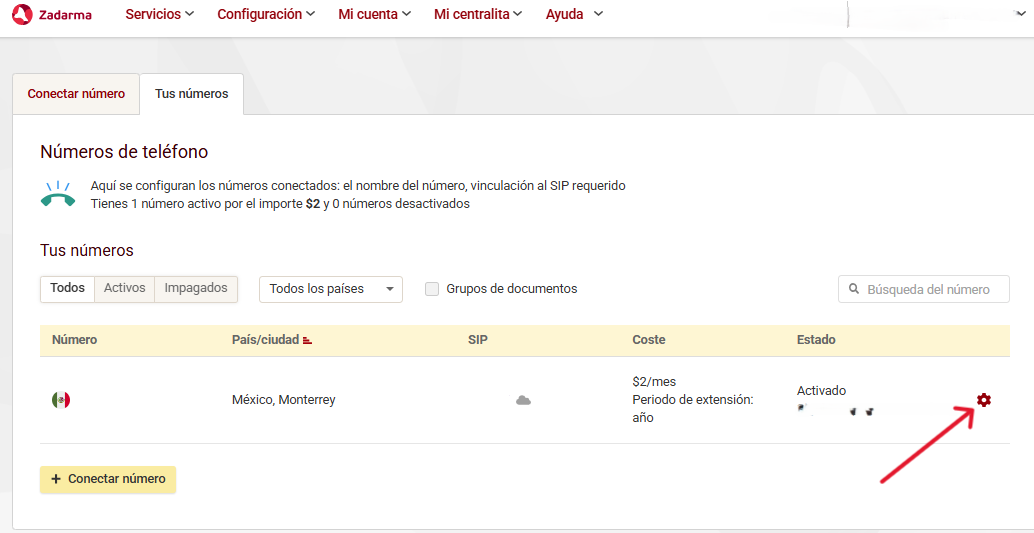 Zadarma Servicios Configuración Mi cuenta Mi centralita Ayuda
Conectar número Tus números
Números de teléfono
Aquí se configuran los números conectados: el nombre del número, vinculación al SIP requerido
Tienes 1 número activo por el importe $2 y 0 números desactivados
Tus números
Todos Activos Impagados Todos los países Grupos de documentos Búsqueda del número
Número País/ciudad SIP Coste Estado
$2/mes
México, Monterrey Periodo de extensión: Activado
año
+ Conectar número